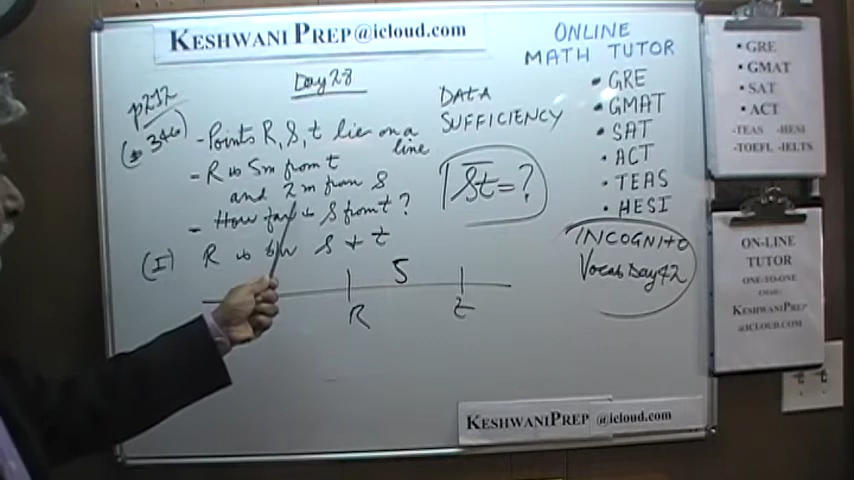 KESHWANI PREP@icloud.com
Day 28
p212
(# 346)
- Points R, S, t lie on a
line
- R is 5m from t
and 2m from S
- How far is S from t?
(I) R is b/w S + t
5
R t
DATA
SUFFICIENCY
St = ?
ONLINE
MATH TUTOR
• GRE
• GMAT
• SAT
• ACT
• TEAS
• HESI
INCOGNITO
Vocab Day 42
• GRE
• GMAT
• SAT
• ACT
-TEAS -HESI
-TOEFL -IELTS
ON-LINE
TUTOR
ONE-TO-ONE
EMAIL:
KESHWANIPREP
@ICLOUD.COM
KESHWANIPREP @icloud.com